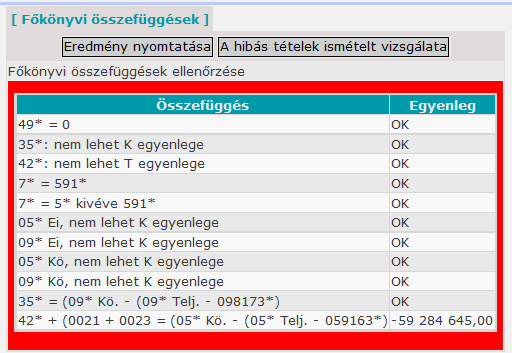 [ Főkönyvi összefüggések ]
Eredmény nyomtatása A hibás tételek ismételt vizsgálata
Főkönyvi összefüggések ellenőrzése
Összefüggés Egyenleg
49* = 0 OK
35*: nem lehet K egyenlege OK
42*: nem lehet T egyenlege OK
7* = 591* OK
7* = 5* kivéve 591* OK
05* Ei, nem lehet K egyenlege OK
09* Ei, nem lehet K egyenlege OK
05* Kö, nem lehet K egyenlege OK
09* Kö, nem lehet K egyenlege OK
35* = (09* Kö. - (09* Telj. - 098173*) OK
42* + (0021 + 0023 = (05* Kö. - (05* Telj. - 059163*) -59 284 645,00